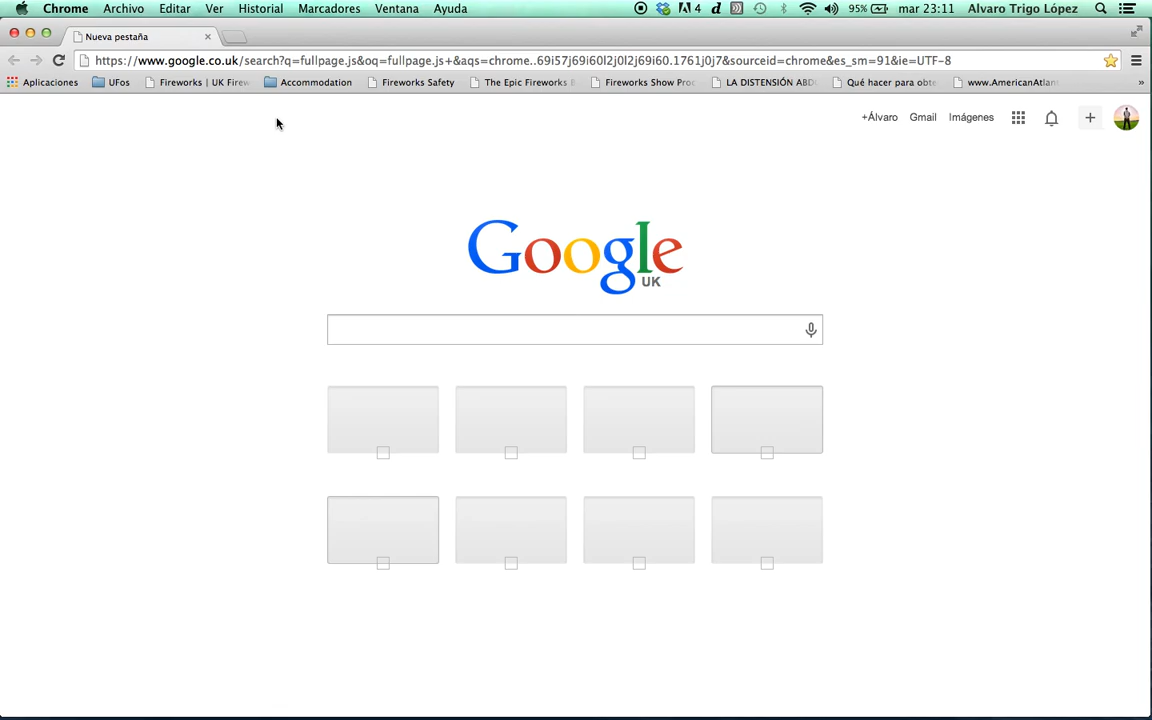 Chrome Archivo Editar Ver Historial Marcadores Ventana Ayuda 4 95% mar 23:11 Alvaro Trigo López
Nueva pestaña
https://www.google.co.uk/search?q=fullpage.js&oq=fullpage.js+&aqs=chrome..69i57j69i60l2j0l2j69i60.1761j0j7&sourceid=chrome&es_sm=91&ie=UTF-8
Aplicaciones UFos Fireworks | UK Firew Accommodation Fireworks Safety The Epic Fireworks Fireworks Show Proc LA DISTENSIÓN ABD Qué hacer para obte www.AmericanAtlan »
+Álvaro Gmail Imágenes
Google
UK